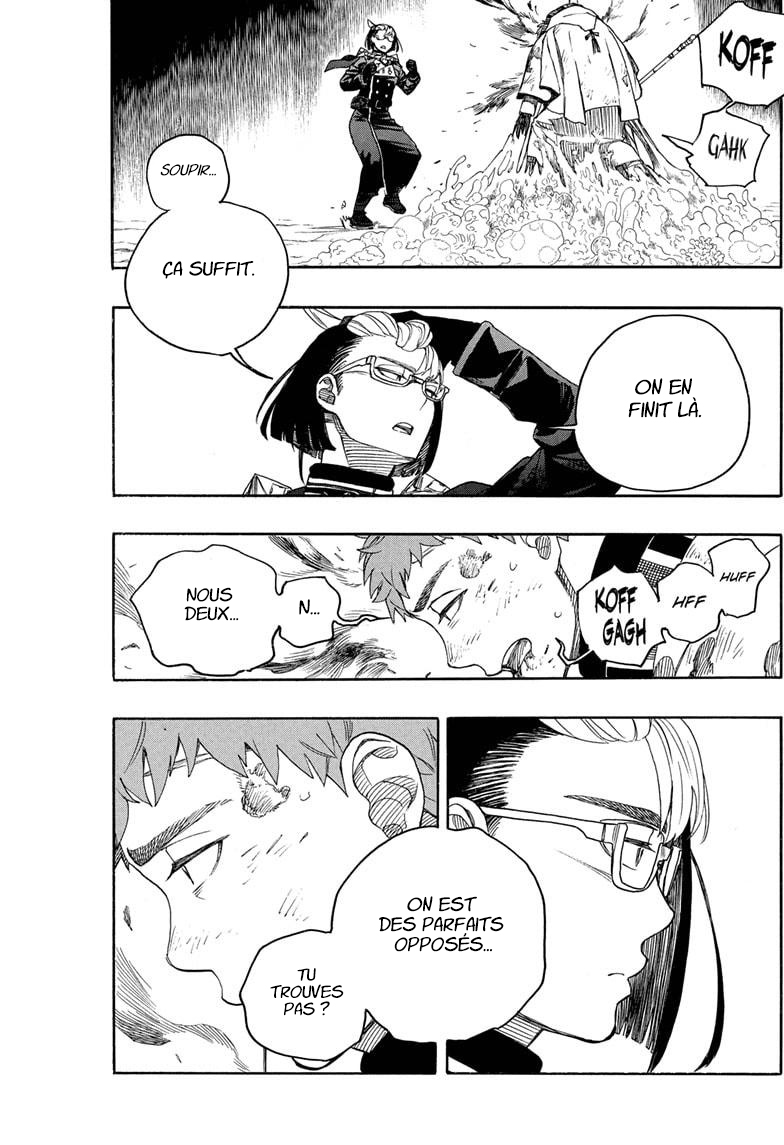 KOFF
GAHK
SOUPIR...
ÇA SUFFIT.
ON EN
FINIT LÀ.
HUFF
HFF
KOFF
GAGH
N...
NOUS
DEUX...
ON EST
DES PARFAITS
OPPOSÉS...
TU
TROUVES
PAS ?